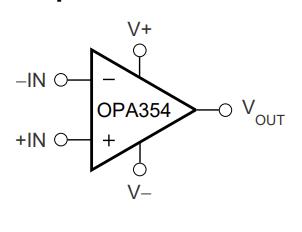 V+
–IN
–
OPA354
V OUT
+IN
+
V–